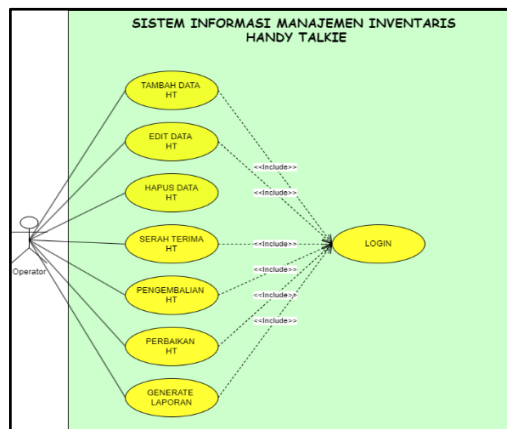 SISTEM INFORMASI MANAJEMEN INVENTARIS
HANDY TALKIE
TAMBAH DATA
HT
EDIT DATA
HT
<<Include>>
<<Include>>
HAPUS DATA
HT
SERAH TERIMA
HT
<<Include>>
LOGIN
Operator
<<Include>>
PENGEMBALIAN
HT
<<Include>>
<<Include>>
PERBAIKAN
HT
GENERATE
LAPORAN